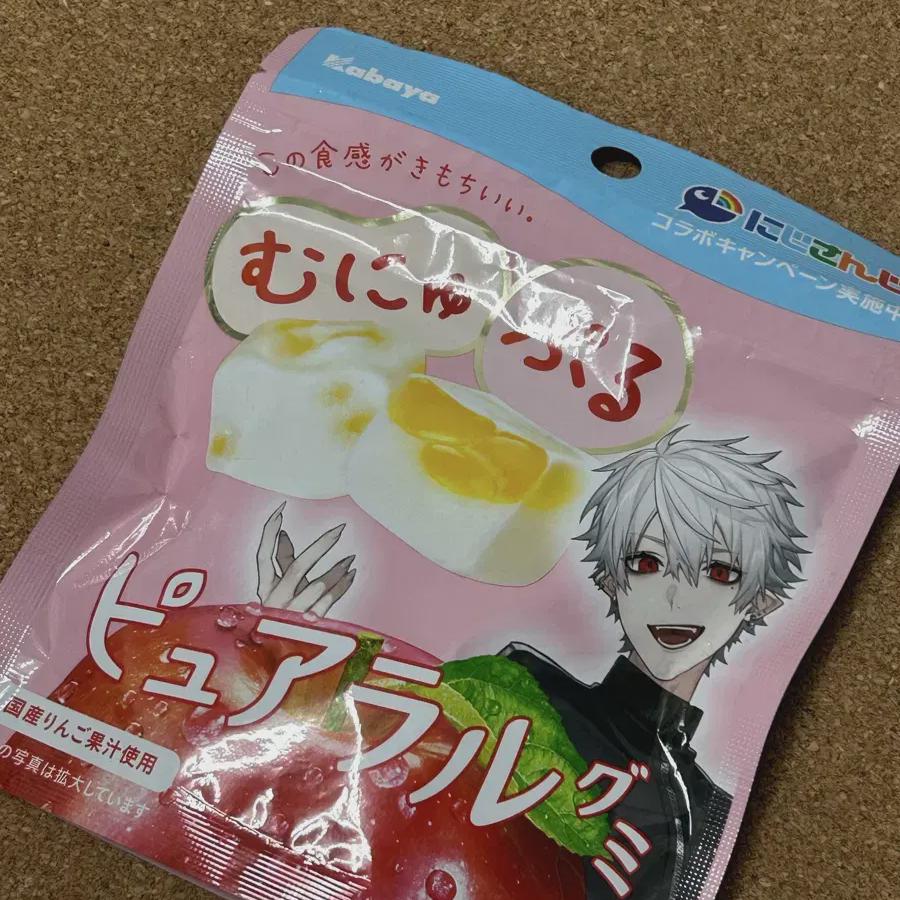 Kabaya
にじさんじ
コラボキャンペーン実施中
この食感がきもちいい。
むにゅ
ぷくる
ピュアラル
グミ
国産りんご果汁使用
の写真は拡大しています